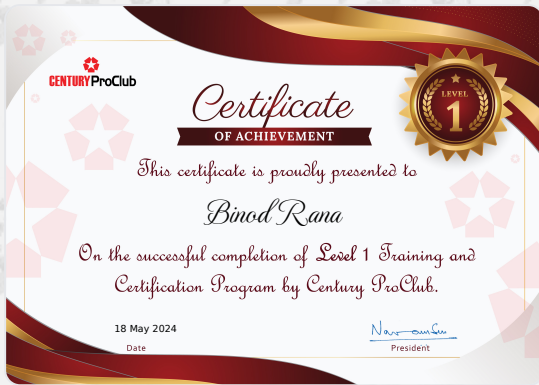 CENTURY ProClub
Certificate
OF ACHIEVEMENT
LEVEL
1
This certificate is proudly presented to
Binod Rana
On the successful completion of Level 1 Training and
Certification Program by Century ProClub.
18 May 2024
Date
President